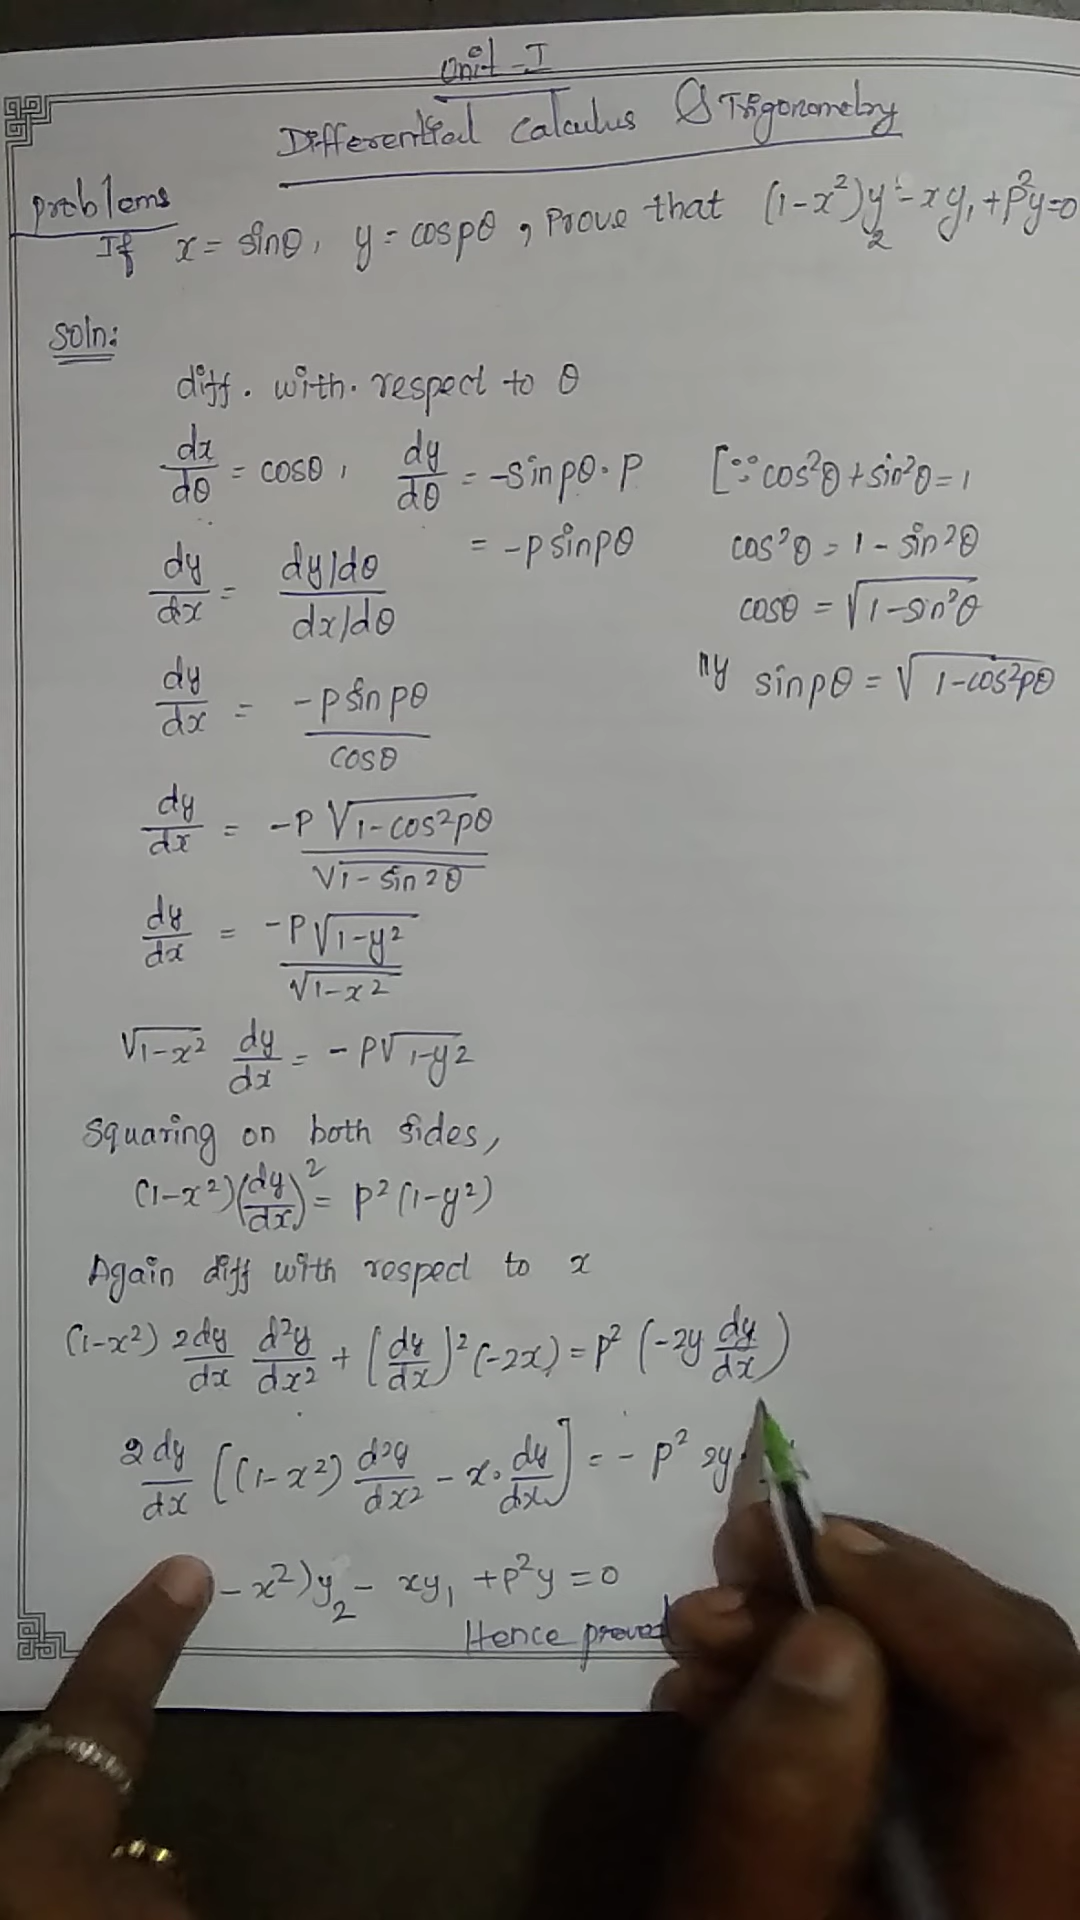 Unit - I
Differential Calculus & Trigonometry
Problems
If x = sinθ, y = cospθ, Prove that (1-x²)y₂ - xy₁ + p²y=0
Soln:
diff. with. respect to θ
dx/dθ = cosθ, dy/dθ = -sinpθ·p [∵ cos²θ + sin²θ = 1
= -p sinpθ cos²θ = 1 - sin²θ
dy/dx = (dy/dθ)/(dx/dθ) cosθ = √(1-sin²θ)
dy/dx = (-p sinpθ)/cosθ |||ly sinpθ = √(1-cos²pθ)
dy/dx = -p√(1-cos²pθ)/√(1-sin²θ)
dy/dx = -p√(1-y²)/√(1-x²)
√(1-x²) dy/dx = -p√(1-y²)
Squaring on both sides,
(1-x²)(dy/dx)² = p²(1-y²)
Again diff with respect to x
(1-x²) 2dy/dx d²y/dx² + (dy/dx)² (-2x) = p² (-2y dy/dx)
2 dy/dx [(1-x²) d²y/dx² - x·dy/dx] = - p² 2y
- x²)y₂ - xy₁ + p²y = 0
Hence proved